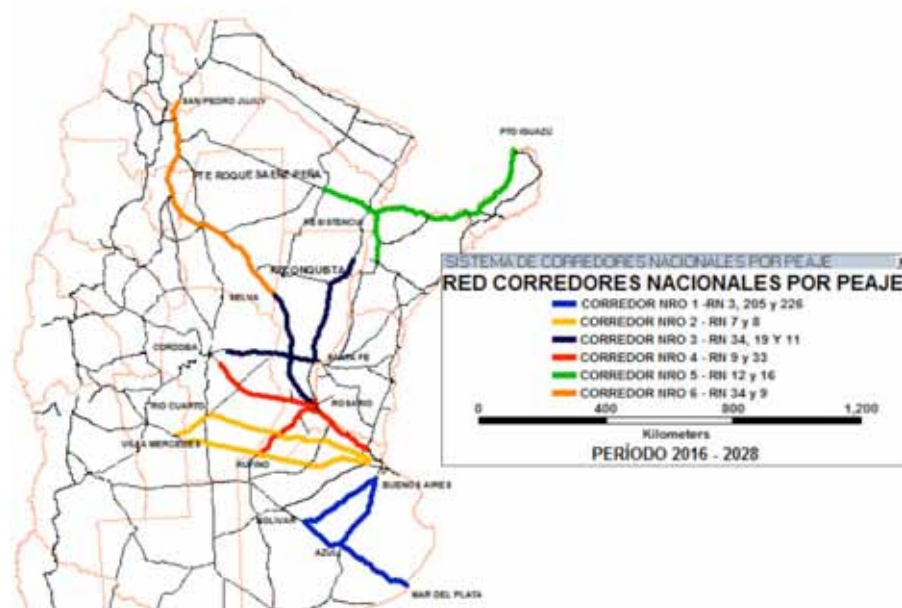 SAN PEDRO JUJUY
PTO IGUAZÚ
PTE ROQUE SAENZ PEÑA
RESISTENCIA
RECONQUISTA
SELVA
CORDOBA
SANTA FE
ROSARIO
RIO CUARTO
VILLA MERCEDES
RUFINO
BUENOS AIRES
BOLIVAR
AZUL
MAR DEL PLATA
SISTEMA DE CORREDORES NACIONALES POR PEAJE
RED CORREDORES NACIONALES POR PEAJE
CORREDOR NRO 1 -RN 3, 205 y 226
CORREDOR NRO 2 - RN 7 y 8
CORREDOR NRO 3 - RN 34, 19 Y 11
CORREDOR NRO 4 - RN 9 y 33
CORREDOR NRO 5 - RN 12 y 16
CORREDOR NRO 6 - RN 34 y 9
0 400 800 1,200
Kilometers
PERÍODO 2016 - 2028